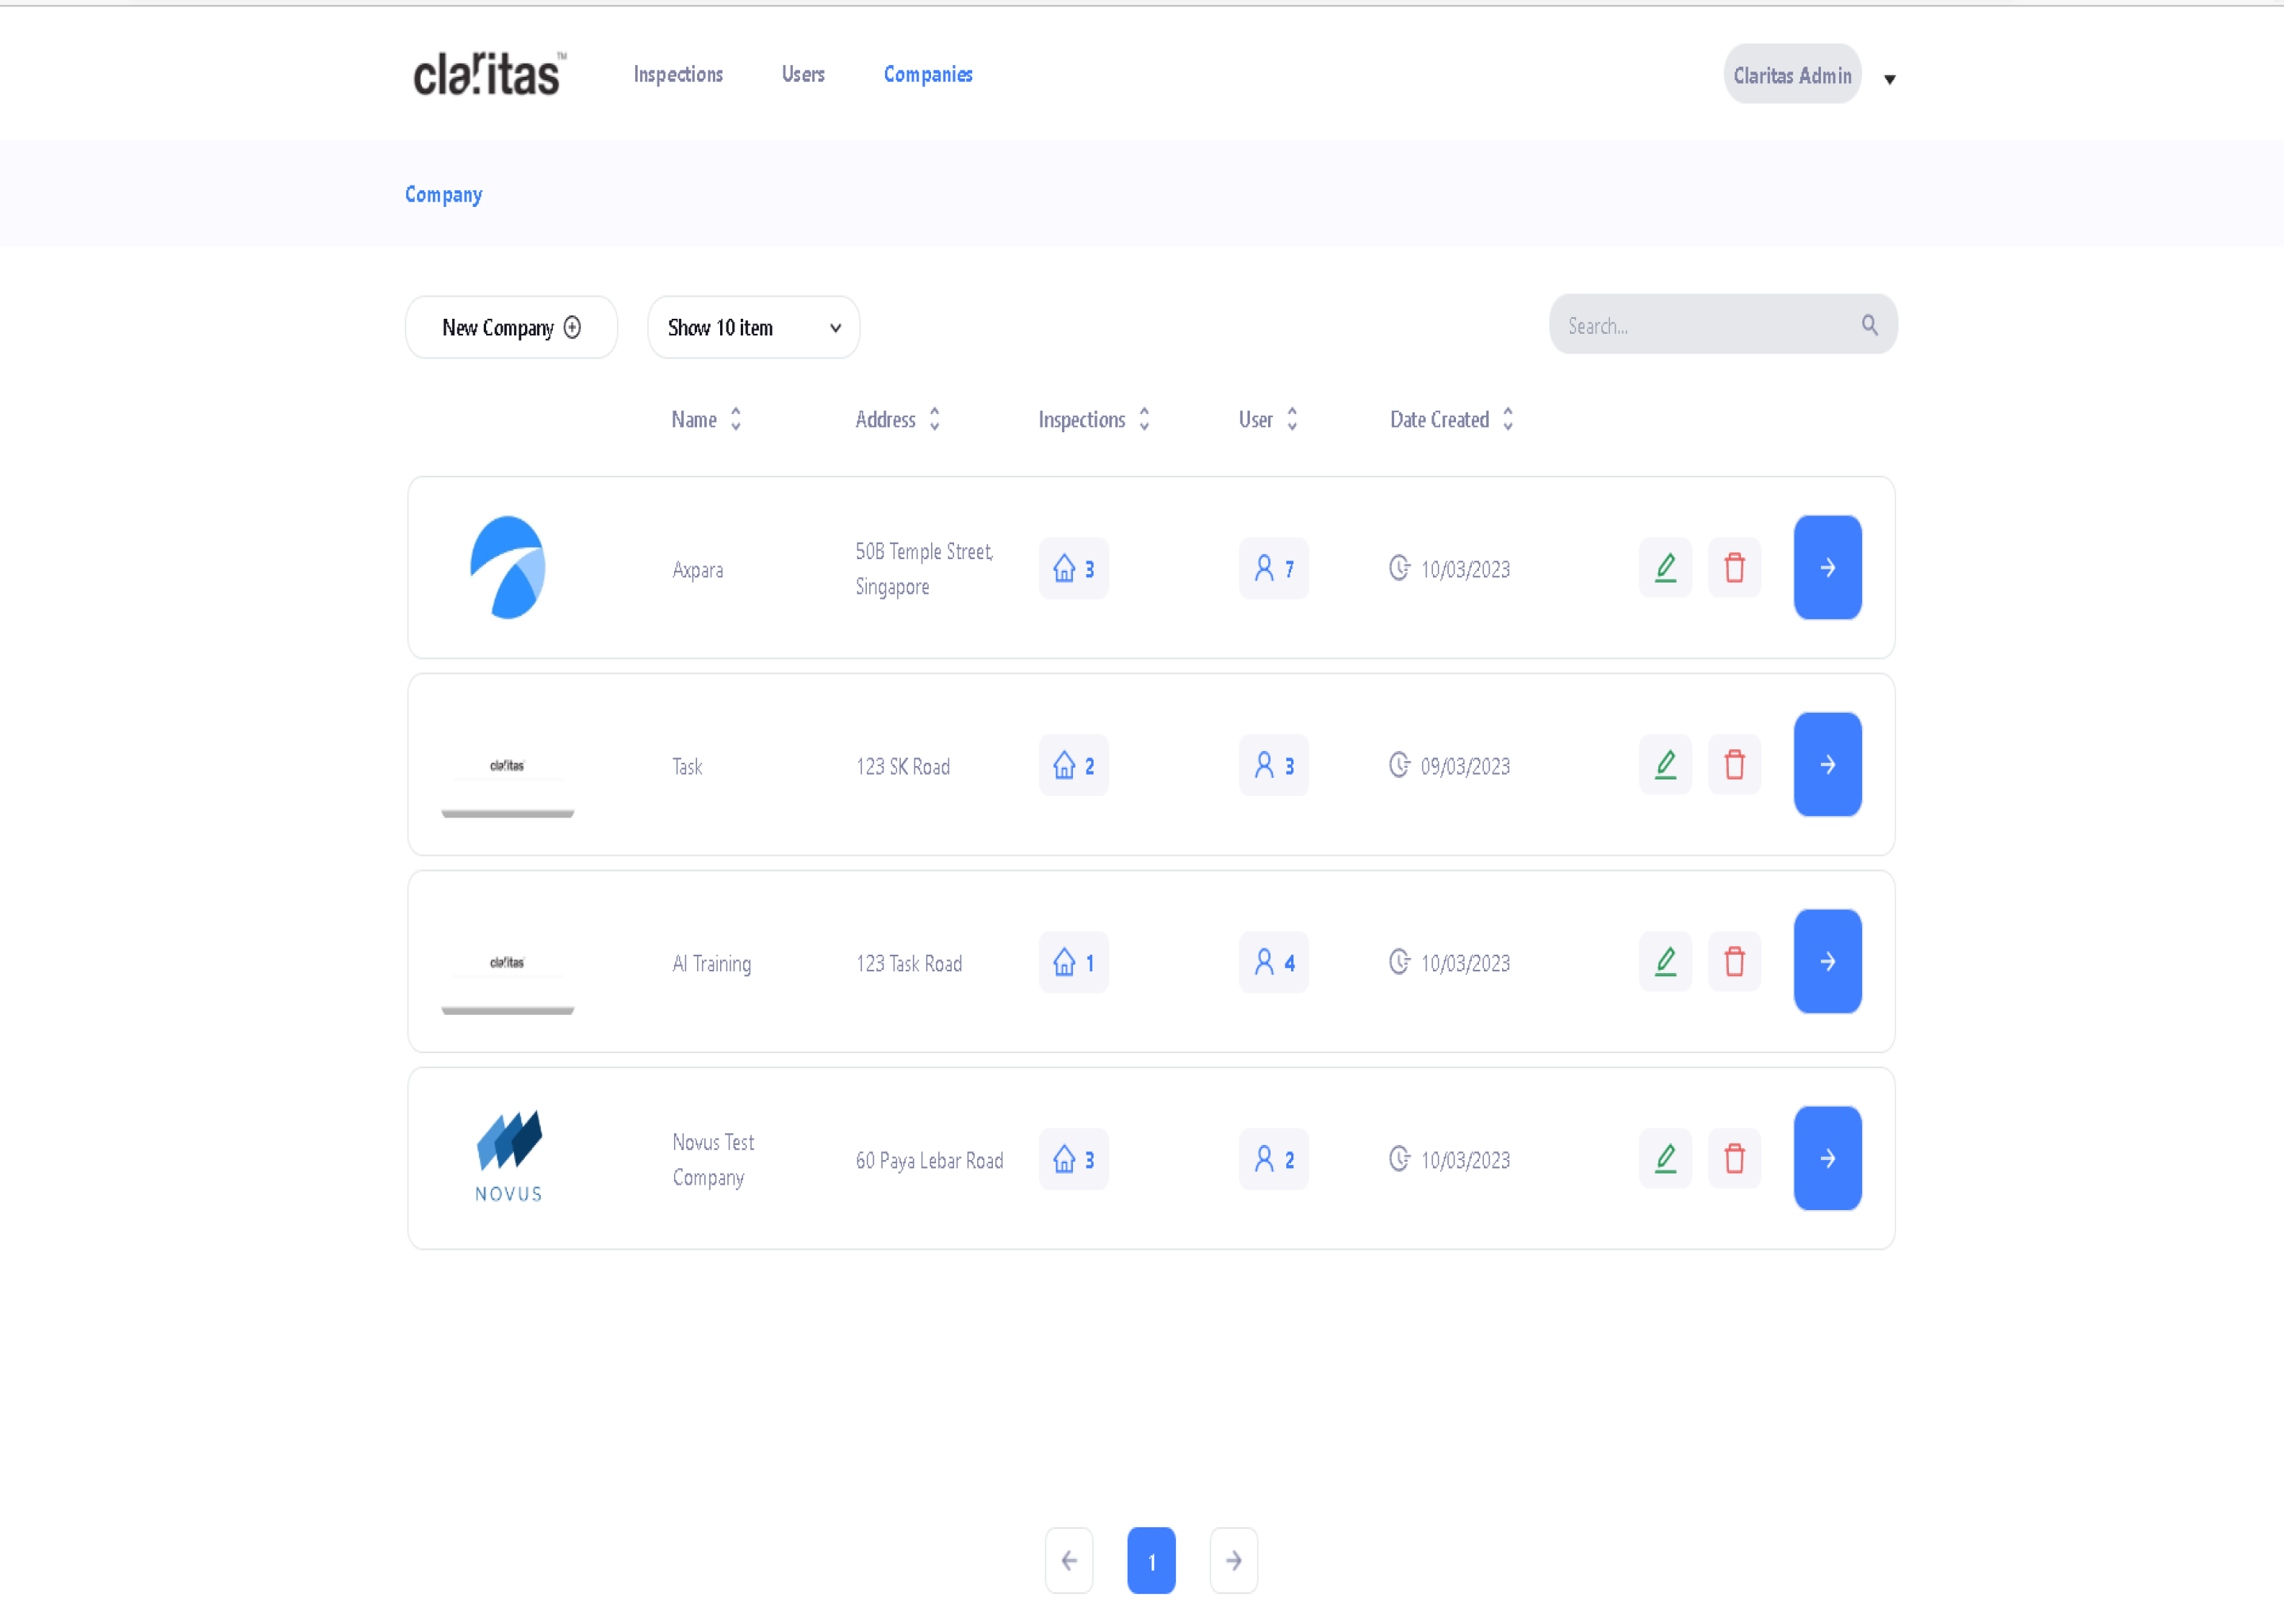 claritas™ Inspections Users Companies Claritas Admin
Company
New Company Show 10 item Search...
Name Address Inspections User Date Created
Axpara 50B Temple Street, Singapore 3 7 10/03/2023
claritas Task 123 SK Road 2 3 09/03/2023
claritas AI Training 123 Task Road 1 4 10/03/2023
NOVUS Novus Test Company 60 Paya Lebar Road 3 2 10/03/2023
1